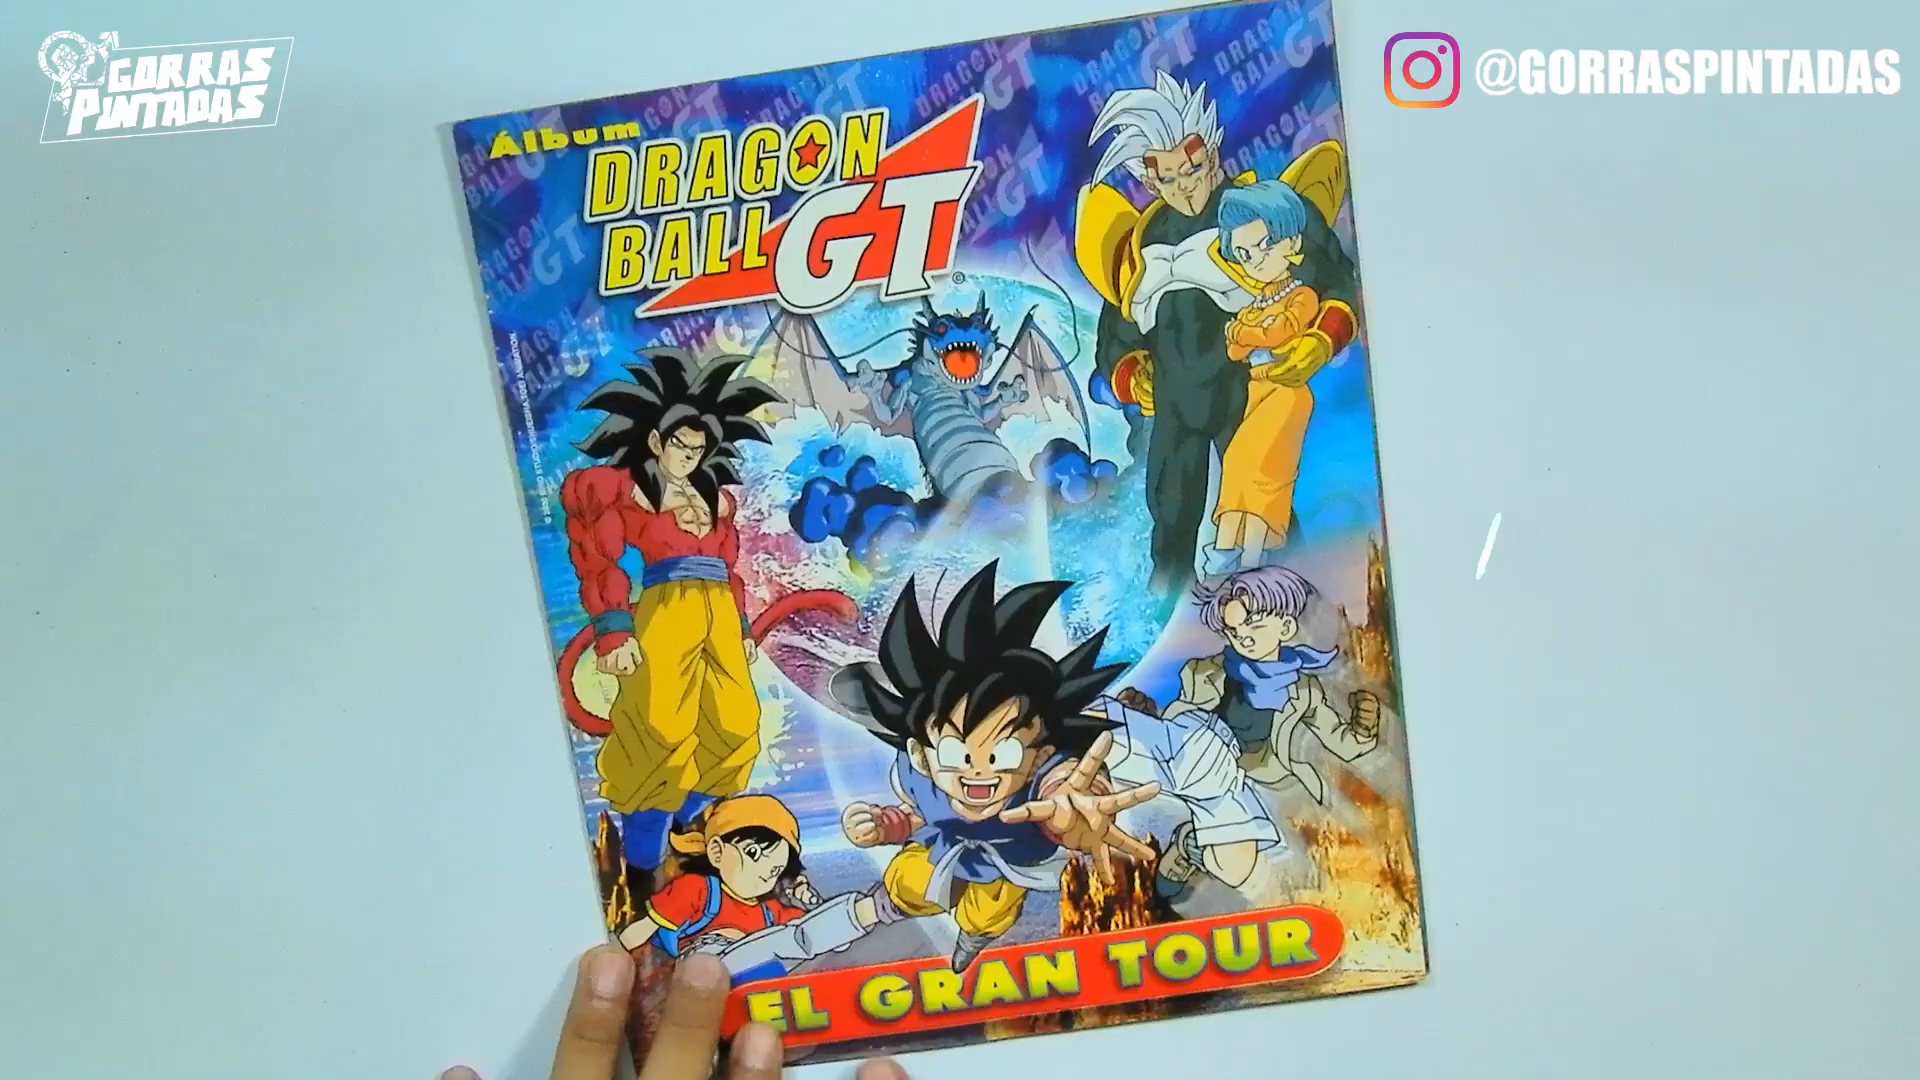 GORRAS
PINTADAS
@GORRASPINTADAS
Álbum
DRAGON
BALL GT
EL GRAN TOUR